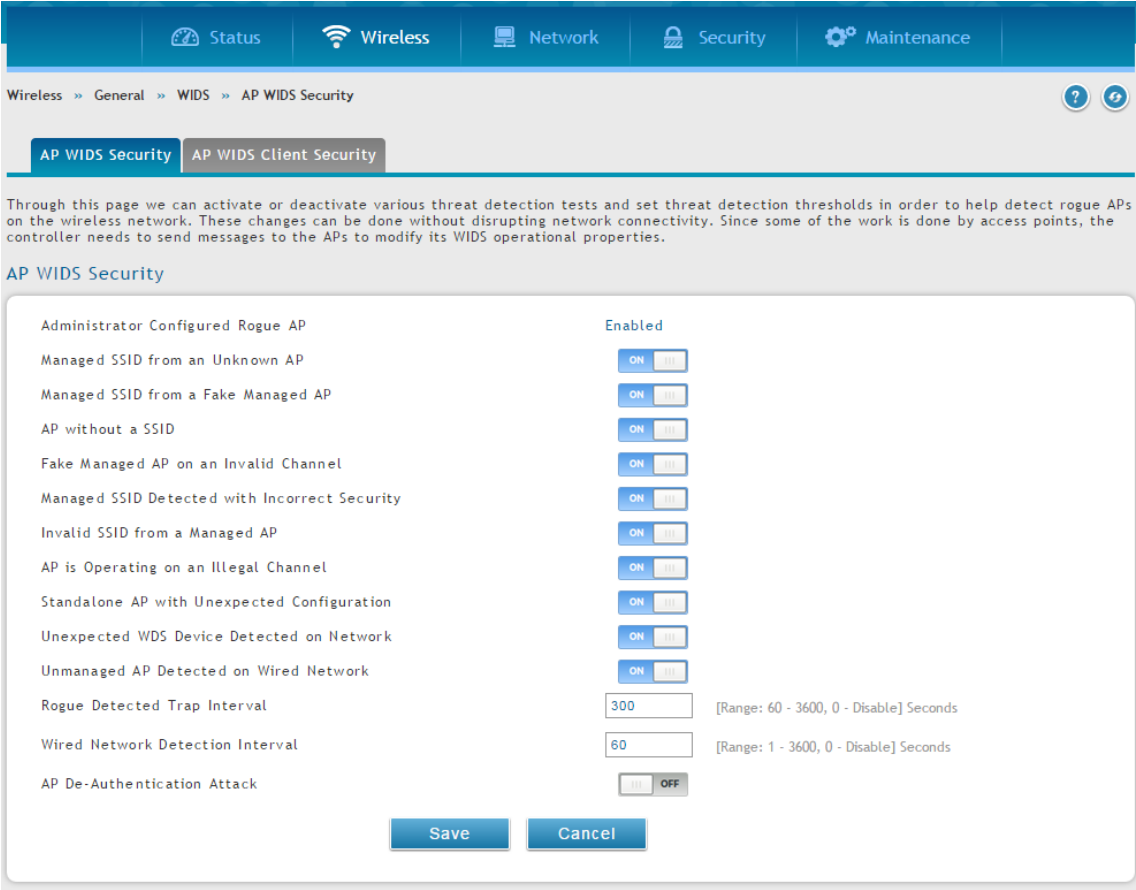 Status Wireless Network Security Maintenance
Wireless » General » WIDS » AP WIDS Security ?
AP WIDS Security AP WIDS Client Security
Through this page we can activate or deactivate various threat detection tests and set threat detection thresholds in order to help detect rogue APs
on the wireless network. These changes can be done without disrupting network connectivity. Since some of the work is done by access points, the
controller needs to send messages to the APs to modify its WIDS operational properties.
AP WIDS Security
Administrator Configured Rogue AP Enabled
Managed SSID from an Unknown AP ON
Managed SSID from a Fake Managed AP ON
AP without a SSID ON
Fake Managed AP on an Invalid Channel ON
Managed SSID Detected with Incorrect Security ON
Invalid SSID from a Managed AP ON
AP is Operating on an Illegal Channel ON
Standalone AP with Unexpected Configuration ON
Unexpected WDS Device Detected on Network ON
Unmanaged AP Detected on Wired Network ON
Rogue Detected Trap Interval 300 [Range: 60 - 3600, 0 - Disable] Seconds
Wired Network Detection Interval 60 [Range: 1 - 3600, 0 - Disable] Seconds
AP De-Authentication Attack OFF
Save Cancel